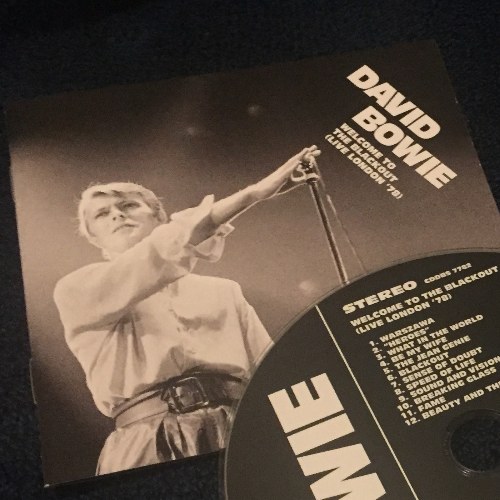 DAVID
BOWIE
WELCOME TO
THE BLACKOUT
(LIVE LONDON '78)
STEREO CDDBS 7782
WELCOME TO THE BLACKOUT
(LIVE LONDON '78)
1. WARSZAWA
2. "HEROES"
3. WHAT IN THE WORLD
4. BE MY WIFE
5. THE JEAN GENIE
6. BLACKOUT
7. SENSE OF DOUBT
8. SPEED OF LIFE
9. SOUND AND VISION
10. BREAKING GLASS
11. FAME
12. BEAUTY AND TH
WIE